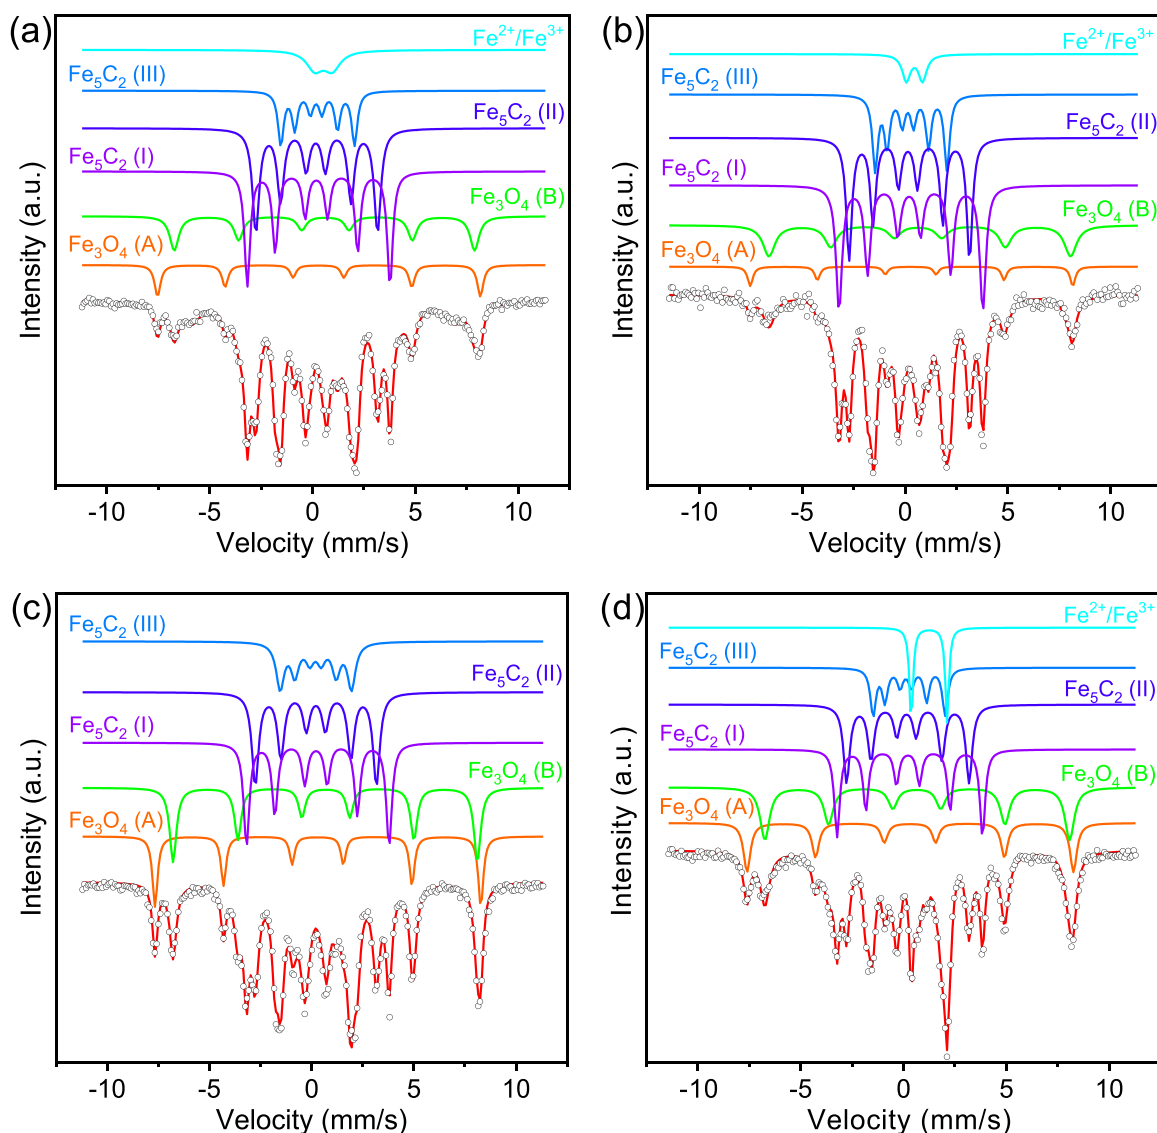 (a)
Fe²⁺/Fe³⁺
Fe₅C₂ (III)
Fe₅C₂ (II)
Fe₅C₂ (I)
Fe₃O₄ (B)
Fe₃O₄ (A)
Intensity (a.u.)
-10 -5 0 5 10
Velocity (mm/s)
(b)
Fe²⁺/Fe³⁺
Fe₅C₂ (III)
Fe₅C₂ (II)
Fe₅C₂ (I)
Fe₃O₄ (B)
Fe₃O₄ (A)
Intensity (a.u.)
-10 -5 0 5 10
Velocity (mm/s)
(c)
Fe₅C₂ (III)
Fe₅C₂ (II)
Fe₅C₂ (I)
Fe₃O₄ (B)
Fe₃O₄ (A)
Intensity (a.u.)
-10 -5 0 5 10
Velocity (mm/s)
(d)
Fe²⁺/Fe³⁺
Fe₅C₂ (III)
Fe₅C₂ (II)
Fe₅C₂ (I)
Fe₃O₄ (B)
Fe₃O₄ (A)
Intensity (a.u.)
-10 -5 0 5 10
Velocity (mm/s)